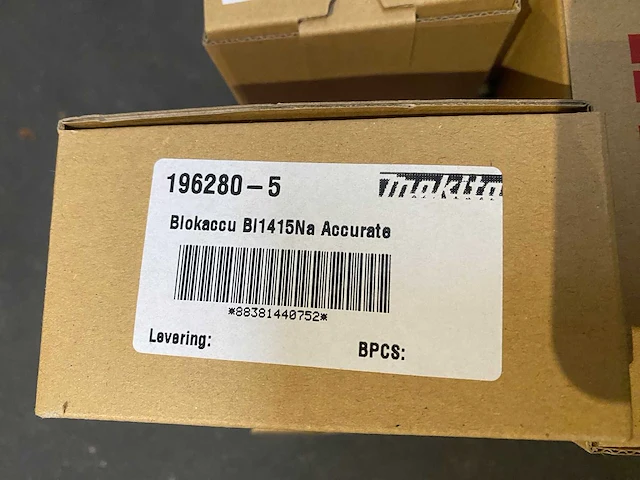 196280-5 makita
Blokaccu Bl1415Na Accurate
*88381440752*
Levering: BPCS: